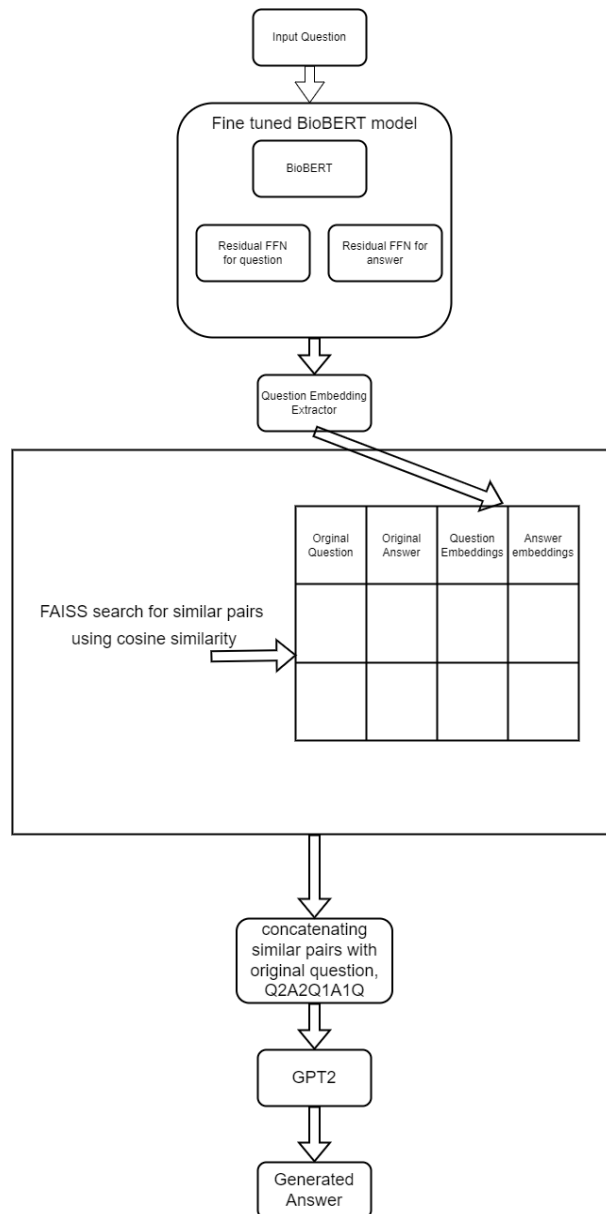 Input Question
Fine tuned BioBERT model
BioBERT
Residual FFN
for question
Residual FFN for
answer
Question Embedding
Extractor
Orginal
Question
Original
Answer
Question
Embeddings
Answer
embeddings
FAISS search for similar pairs
using cosine similarity
concatenating
similar pairs with
original question,
Q2A2Q1A1Q
GPT2
Generated
Answer